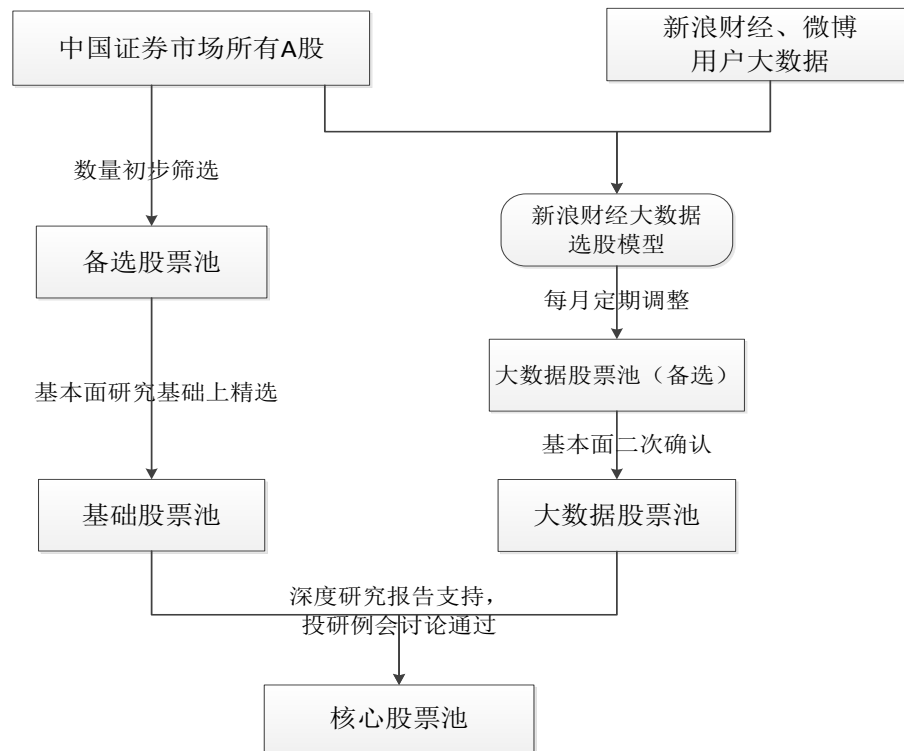 中国证券市场所有A股
新浪财经、微博
用户大数据
数量初步筛选
新浪财经大数据
选股模型
备选股票池
每月定期调整
大数据股票池（备选）
基本面研究基础上精选
基本面二次确认
基础股票池
大数据股票池
深度研究报告支持，
投研例会讨论通过
核心股票池